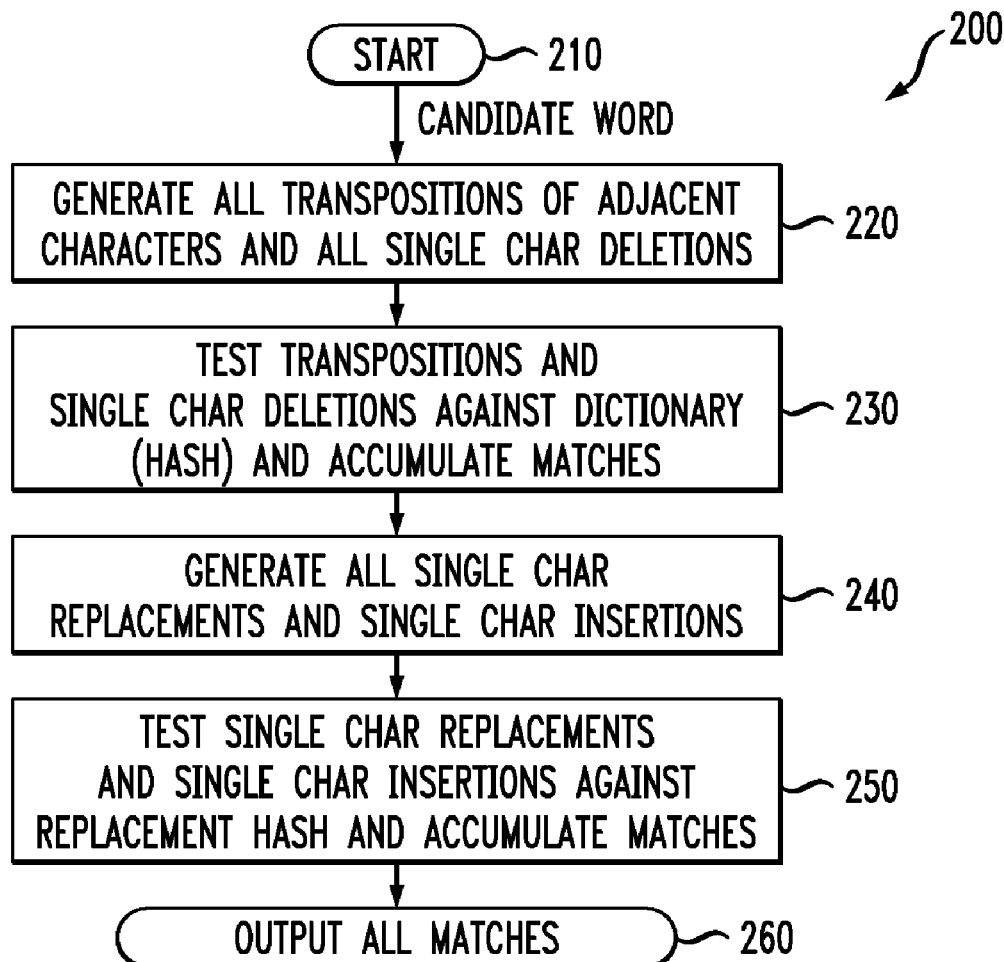 200
START 210
CANDIDATE WORD
GENERATE ALL TRANSPOSITIONS OF ADJACENT
CHARACTERS AND ALL SINGLE CHAR DELETIONS
220
TEST TRANSPOSITIONS AND
SINGLE CHAR DELETIONS AGAINST DICTIONARY
(HASH) AND ACCUMULATE MATCHES
230
GENERATE ALL SINGLE CHAR
REPLACEMENTS AND SINGLE CHAR INSERTIONS
240
TEST SINGLE CHAR REPLACEMENTS
AND SINGLE CHAR INSERTIONS AGAINST
REPLACEMENT HASH AND ACCUMULATE MATCHES
250
OUTPUT ALL MATCHES 260